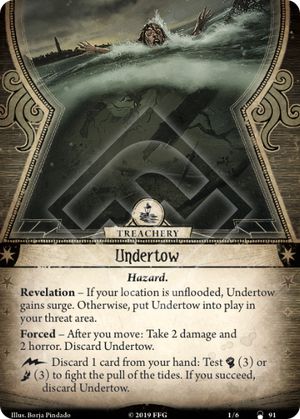 TREACHERY
Undertow
Hazard.
Revelation – If your location is unflooded, Undertow
gains surge. Otherwise, put Undertow into play in
your threat area.
Forced – After you move: Take 2 damage and
2 horror. Discard Undertow.
Discard 1 card from your hand: Test (3) or
(3) to fight the pull of the tides. If you succeed,
discard Undertow.
Illus. Borja Pindado
© 2019 FFG
1/6
91